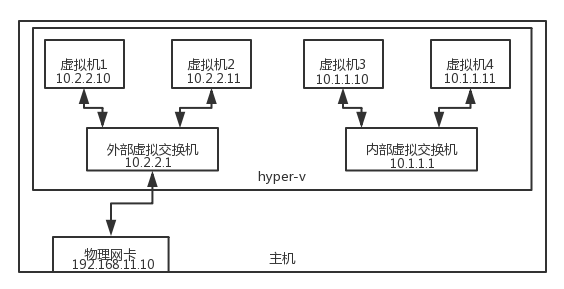 虚拟机1
10.2.2.10
虚拟机2
10.2.2.11
虚拟机3
10.1.1.10
虚拟机4
10.1.1.11
外部虚拟交换机
10.2.2.1
内部虚拟交换机
10.1.1.1
hyper-v
物理网卡
192.168.11.10
主机